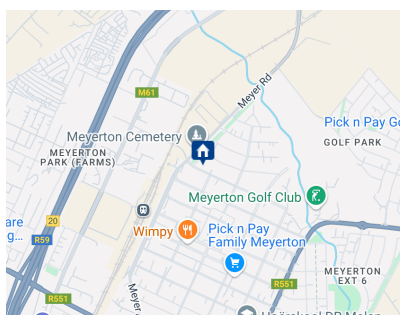 M61
Meyer Rd
Pick n Pay Go
Meyerton Cemetery
GOLF PARK
MEYERTON
PARK (FARMS)
Meyerton Golf Club
are
g...
20
Wimpy
Pick n Pay
Family Meyerton
R59
MEYERTON
EXT 6
R551
R551